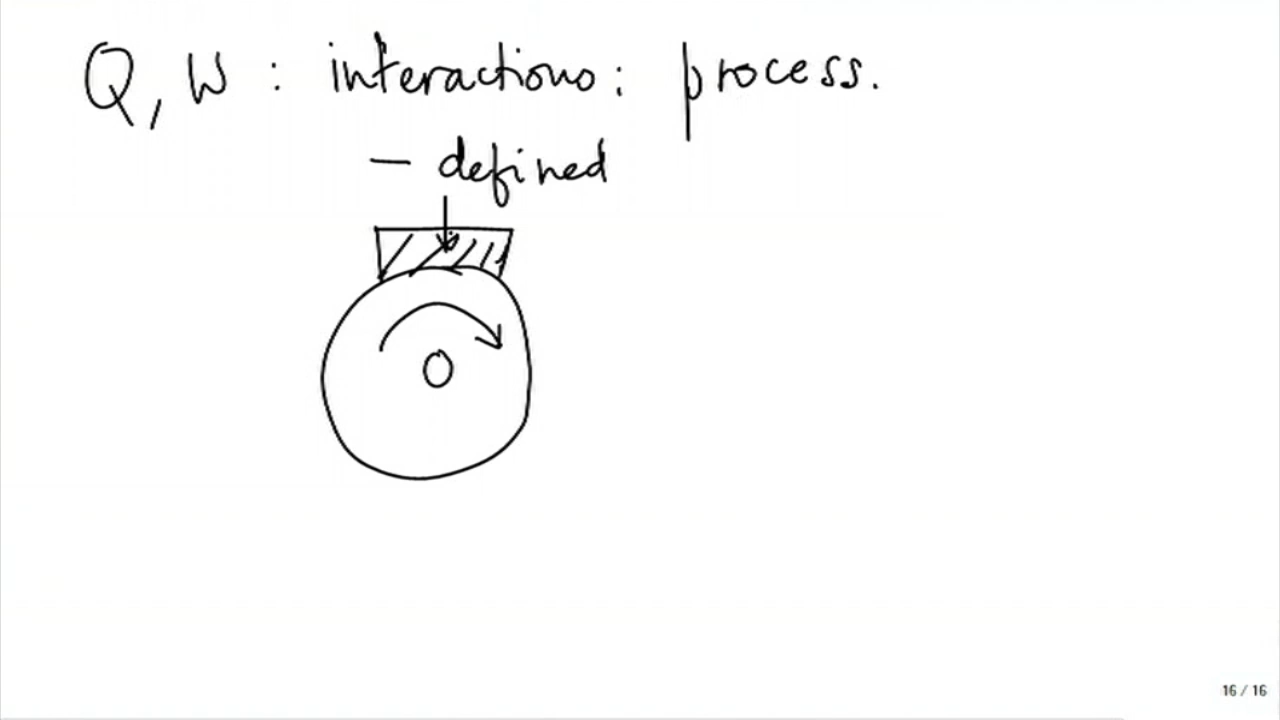 Q, W : interactions : process.
— defined
16 / 16